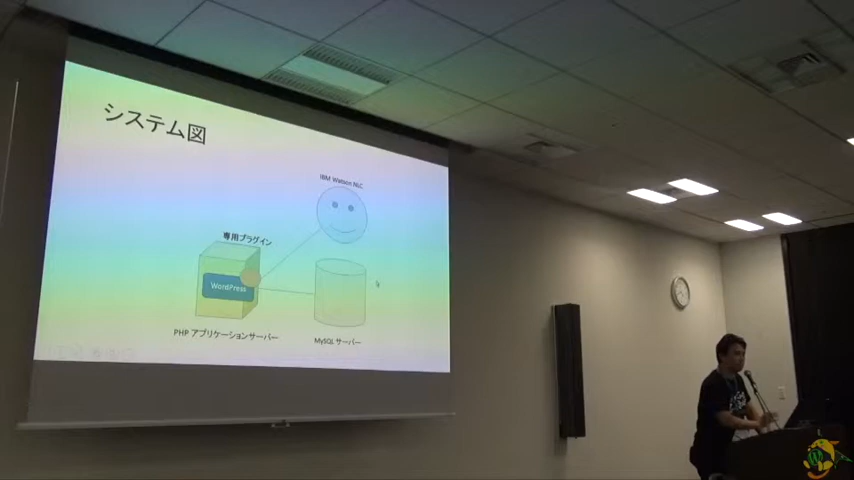 システム図
IBM Watson NLC
専用プラグイン
WordPress
PHP アプリケーションサーバー
MySQL サーバー